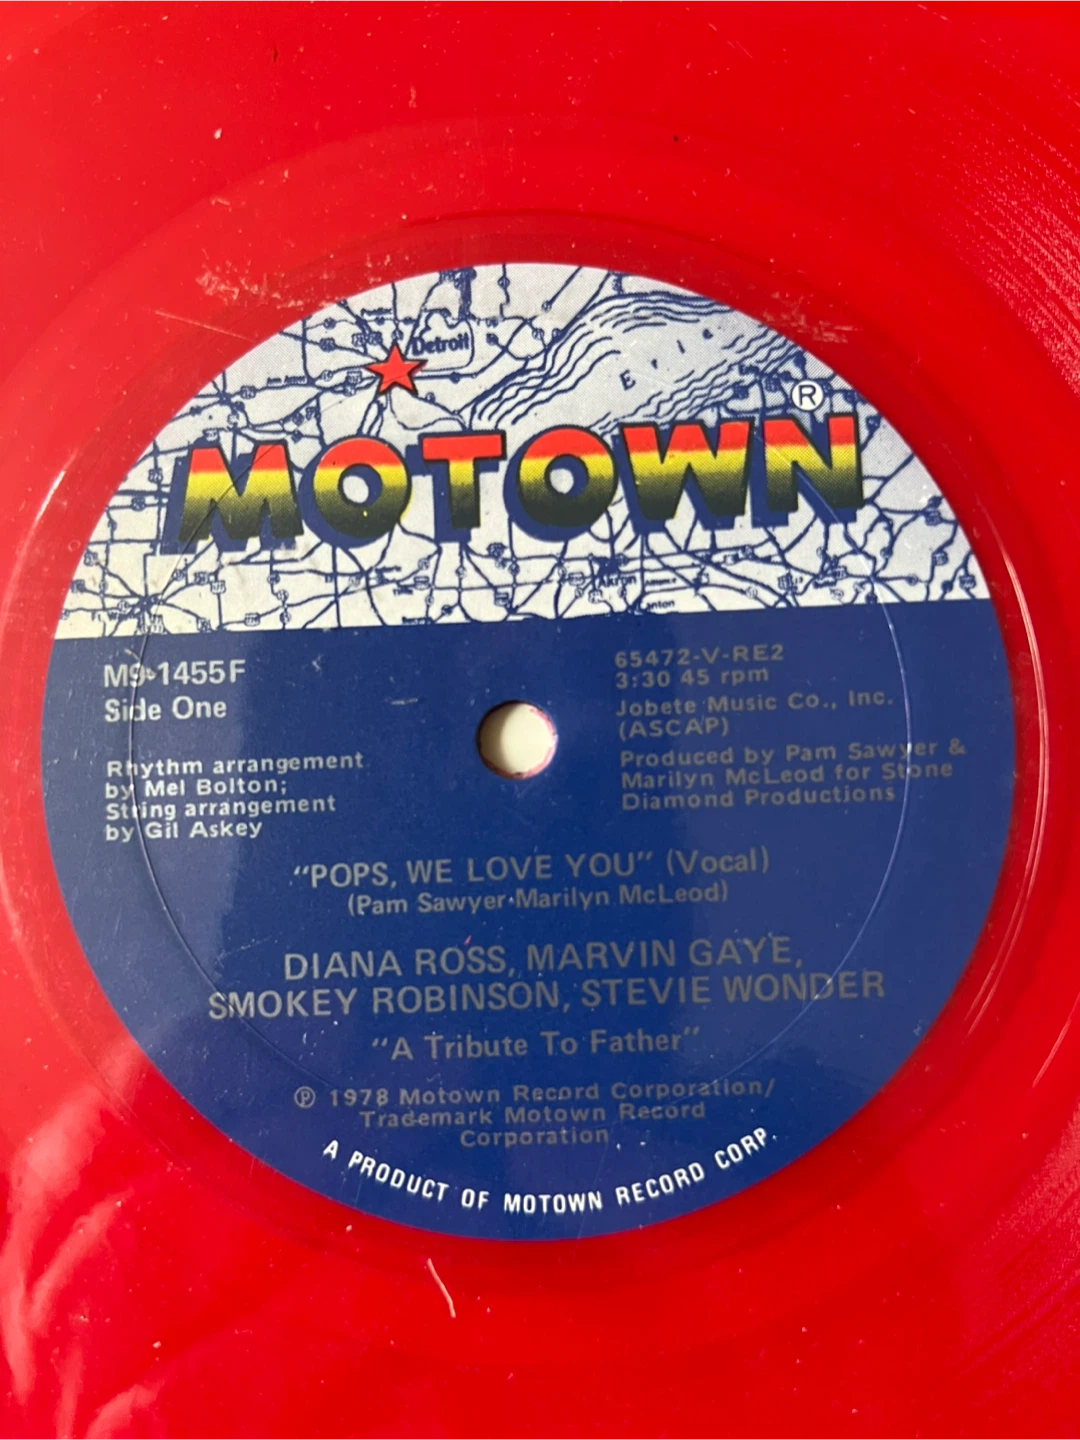 Detroit
Erie
®
MOTOWN
Akron
anton
M9-1455F
Side One
Rhythm arrangement
by Mel Bolton;
String arrangement
by Gil Askey
65472-V-RE2
3:30 45 rpm
Jobete Music Co., Inc.
(ASCAP)
Produced by Pam Sawyer &
Marilyn McLeod for Stone
Diamond Productions
"POPS, WE LOVE YOU" (Vocal)
(Pam Sawyer-Marilyn McLeod)
DIANA ROSS, MARVIN GAYE,
SMOKEY ROBINSON, STEVIE WONDER
"A Tribute To Father"
℗ 1978 Motown Record Corporation/
Trademark Motown Record
Corporation
A PRODUCT OF MOTOWN RECORD CORP.